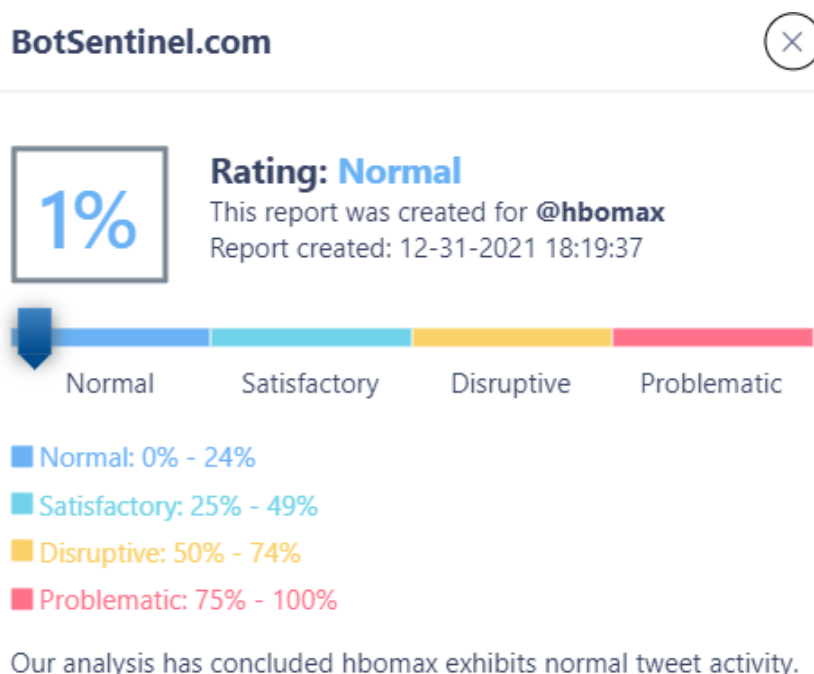 BotSentinel.com
1%
Rating: Normal
This report was created for @hbomax
Report created: 12-31-2021 18:19:37
Normal Satisfactory Disruptive Problematic
Normal: 0% - 24%
Satisfactory: 25% - 49%
Disruptive: 50% - 74%
Problematic: 75% - 100%
Our analysis has concluded hbomax exhibits normal tweet activity.